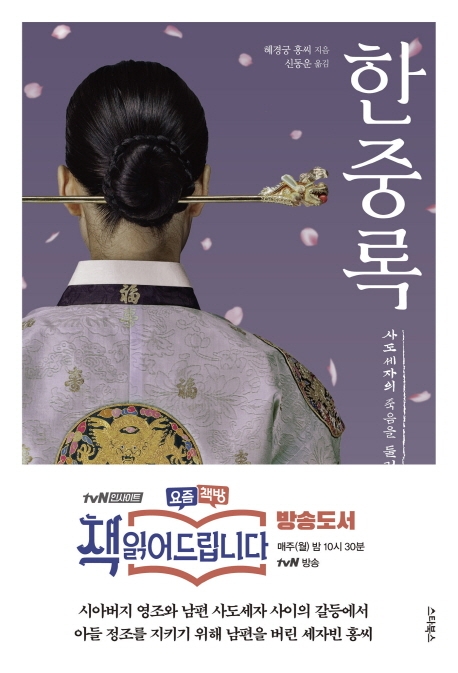 혜경궁 홍씨 지음
신동운 옮김
한중록
사도세자의 죽음을 둘러
福
tvN인사이트
요즘책방
책읽어드립니다
방송도서
매주(월) 밤 10시 30분
tvN 방송
시아버지 영조와 남편 사도세자 사이의 갈등에서
아들 정조를 지키기 위해 남편을 버린 세자빈 홍씨
스타북스